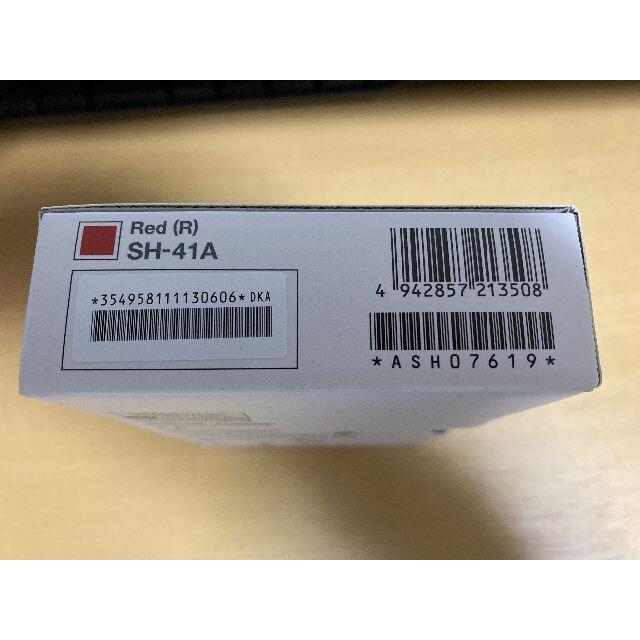 Red (R)
SH-41A
*354958111130606* DKA
4 942857 213508
*ASH07619*